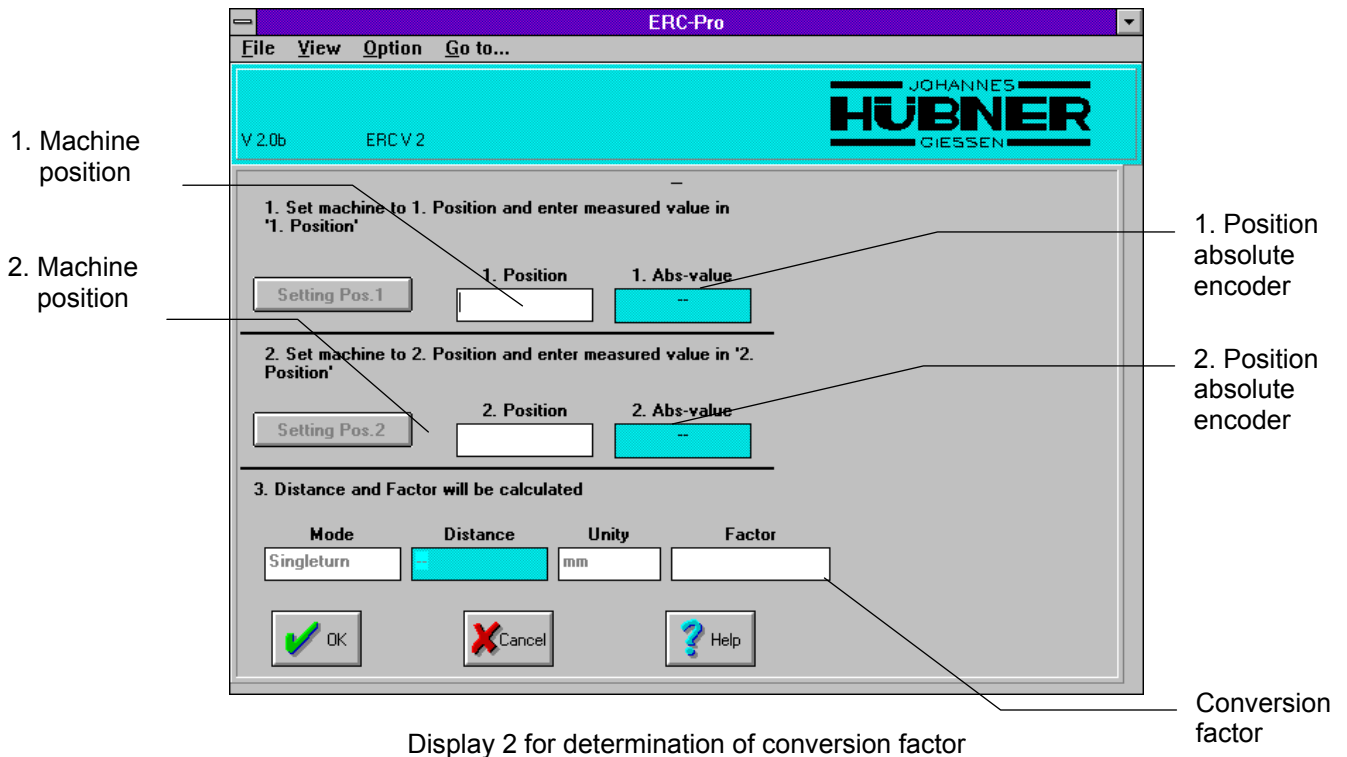 ERC-Pro
File View Option Go to...
JOHANNES
HÜBNER
GIESSEN
V 2.0b ERC V 2
1. Machine
position
1. Set machine to 1. Position and enter measured value in
'1. Position'
1. Position
absolute
encoder
2. Machine
position
1. Position 1. Abs-value
Setting Pos.1 --
2. Set machine to 2. Position and enter measured value in '2.
Position'
2. Position
absolute
encoder
2. Position 2. Abs-value
Setting Pos.2 --
3. Distance and Factor will be calculated
Mode Distance Unity Factor
Singleturn -- mm
OK Cancel ? Help
Conversion
factor
Display 2 for determination of conversion factor